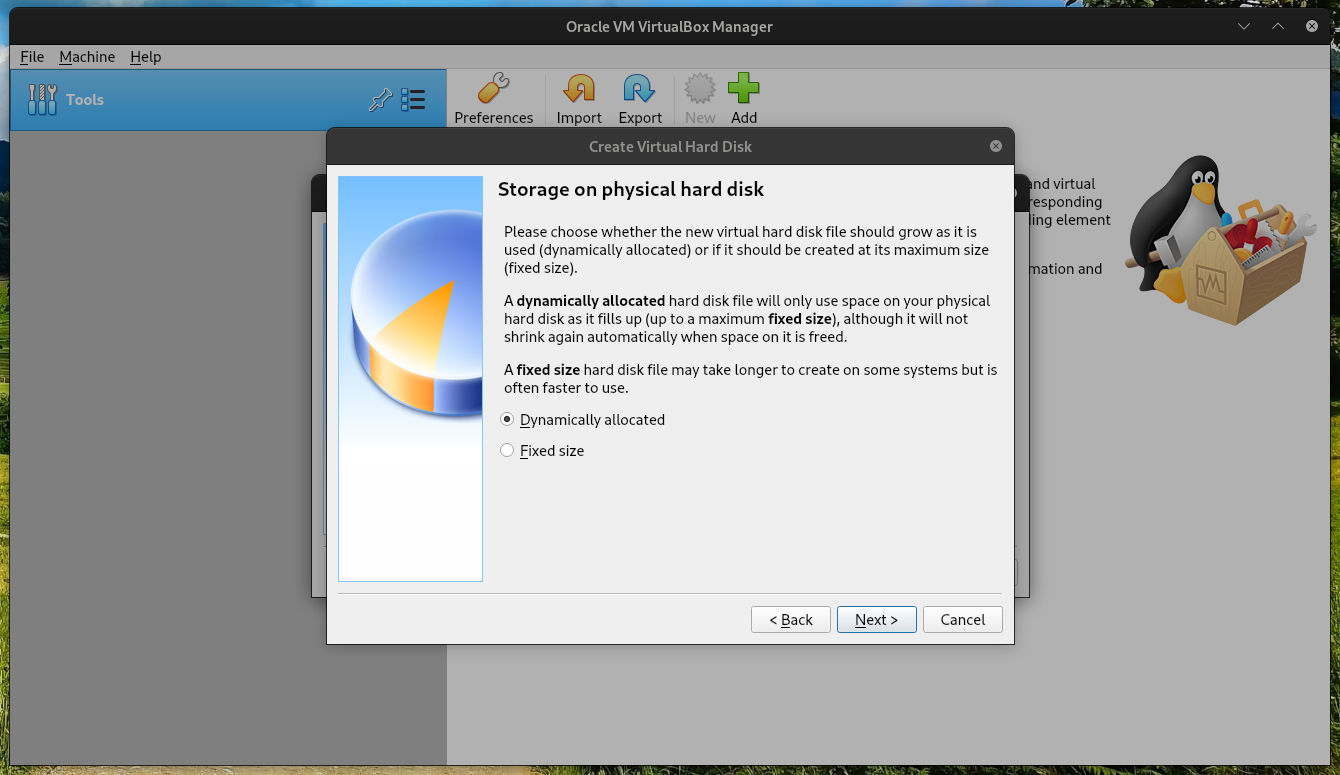 Oracle VM VirtualBox Manager
File Machine Help
Tools
Preferences Import Export New Add
Create Virtual Hard Disk
Storage on physical hard disk
Please choose whether the new virtual hard disk file should grow as it is
used (dynamically allocated) or if it should be created at its maximum size
(fixed size).
A dynamically allocated hard disk file will only use space on your physical
hard disk as it fills up (up to a maximum fixed size), although it will not
shrink again automatically when space on it is freed.
A fixed size hard disk file may take longer to create on some systems but is
often faster to use.
Dynamically allocated
Fixed size
< Back Next > Cancel
and virtual
responding
ing element
mation and